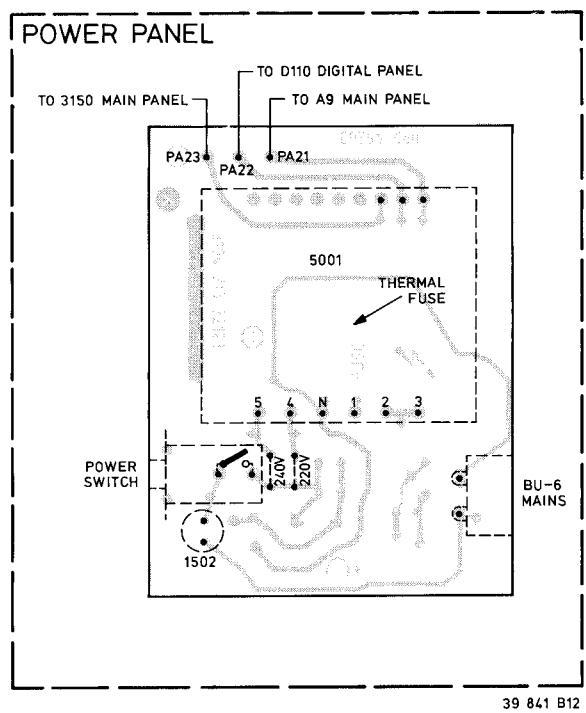 POWER PANEL
TO D110 DIGITAL PANEL
TO 3150 MAIN PANEL
TO A9 MAIN PANEL
PA23
PA22
PA21
5001
THERMAL
FUSE
5 4 N 1 2 3
240V
220V
POWER
SWITCH
BU-6
MAINS
1502
39 841 B12